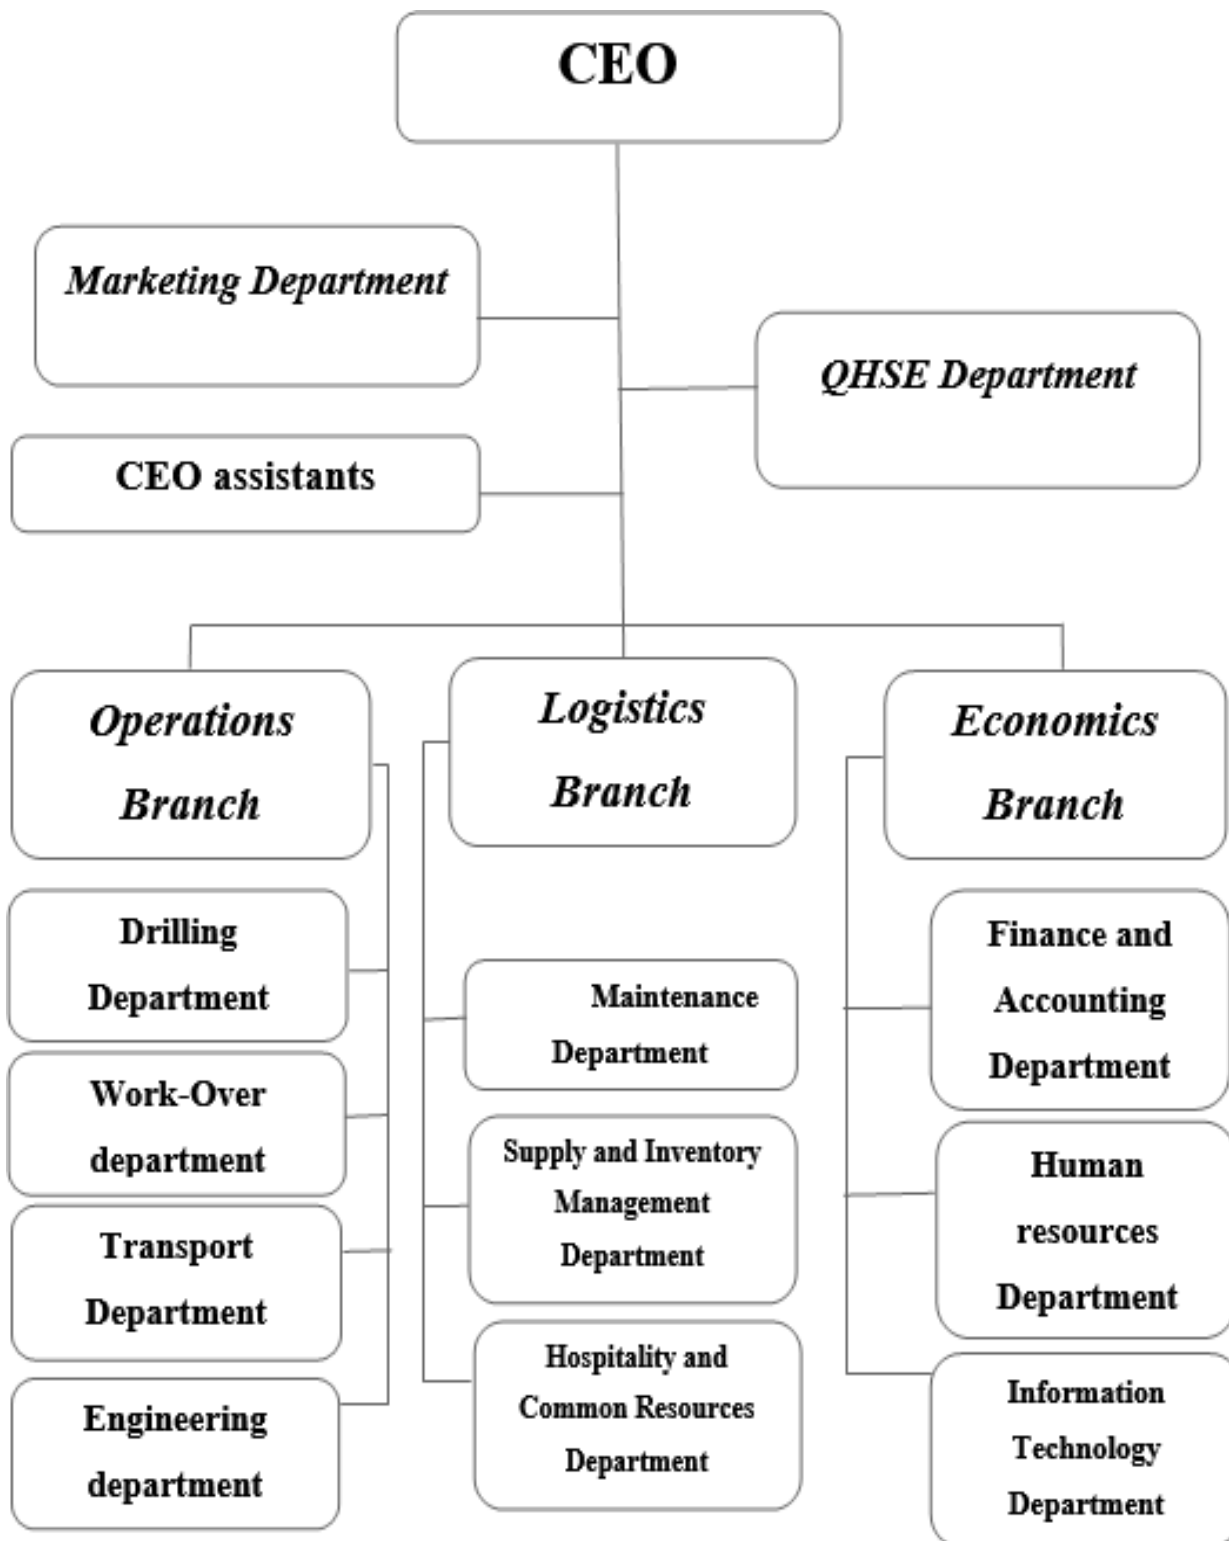 CEO
Marketing Department
QHSE Department
CEO assistants
Operations
Branch
Logistics
Branch
Economics
Branch
Drilling
Department
Work-Over
department
Transport
Department
Engineering
department
Maintenance
Department
Supply and Inventory
Management
Department
Hospitality and
Common Resources
Department
Finance and
Accounting
Department
Human
resources
Department
Information
Technology
Department